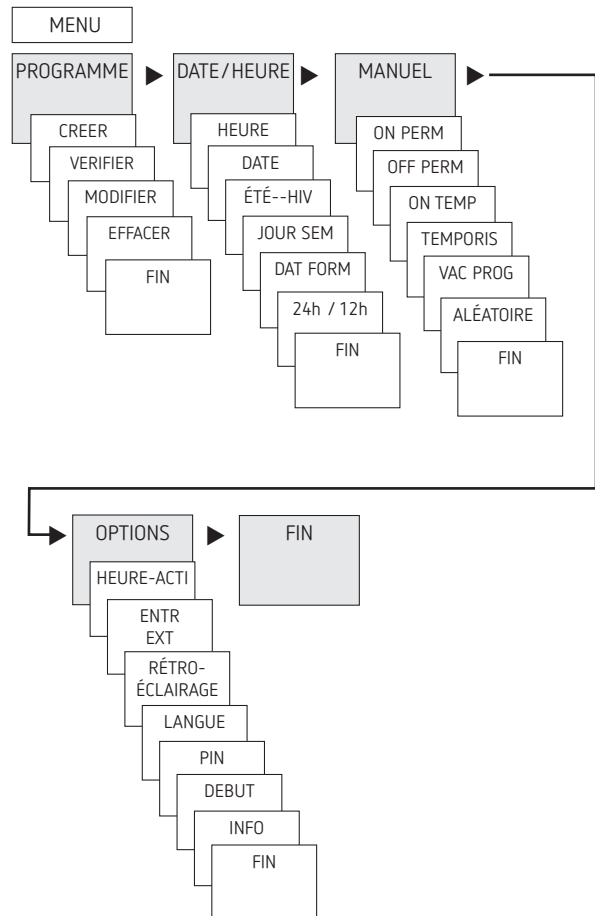 MENU
PROGRAMME
CREER
VERIFIER
MODIFIER
EFFACER
FIN
DATE/HEURE
HEURE
DATE
ÉTÉ--HIV
JOUR SEM
DAT FORM
24h / 12h
FIN
MANUEL
ON PERM
OFF PERM
ON TEMP
TEMPORIS
VAC PROG
ALÉATOIRE
FIN
OPTIONS
HEURE-ACTI
ENTR
EXT
RÉTRO-
ÉCLAIRAGE
LANGUE
PIN
DEBUT
INFO
FIN
FIN